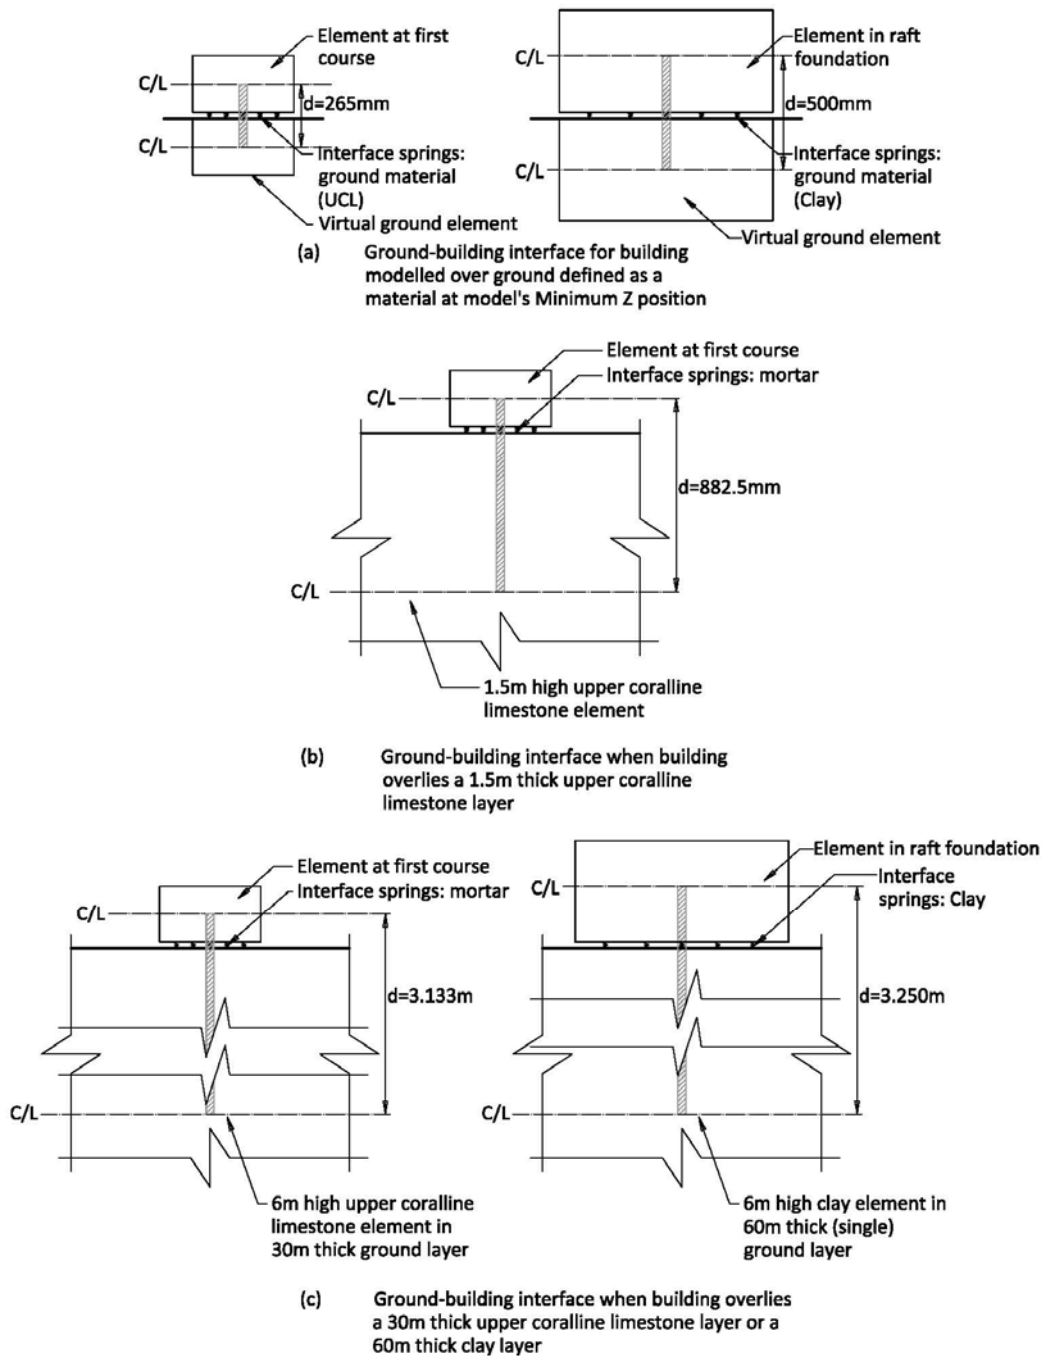 Element at first
course
C/L
d=265mm
C/L
Interface springs:
ground material
(UCL)
Virtual ground element
Element in raft
foundation
C/L
d=500mm
C/L
Interface springs:
ground material
(Clay)
Virtual ground element
(a) Ground-building interface for building
modelled over ground defined as a
material at model's Minimum Z position
Element at first course
Interface springs: mortar
C/L
d=882.5mm
C/L
1.5m high upper coralline
limestone element
(b) Ground-building interface when building
overlies a 1.5m thick upper coralline
limestone layer
Element at first course
Interface springs: mortar
C/L
d=3.133m
C/L
6m high upper coralline
limestone element in
30m thick ground layer
Element in raft foundation
Interface
springs: Clay
C/L
d=3.250m
C/L
6m high clay element in
60m thick (single)
ground layer
(c) Ground-building interface when building overlies
a 30m thick upper coralline limestone layer or a
60m thick clay layer